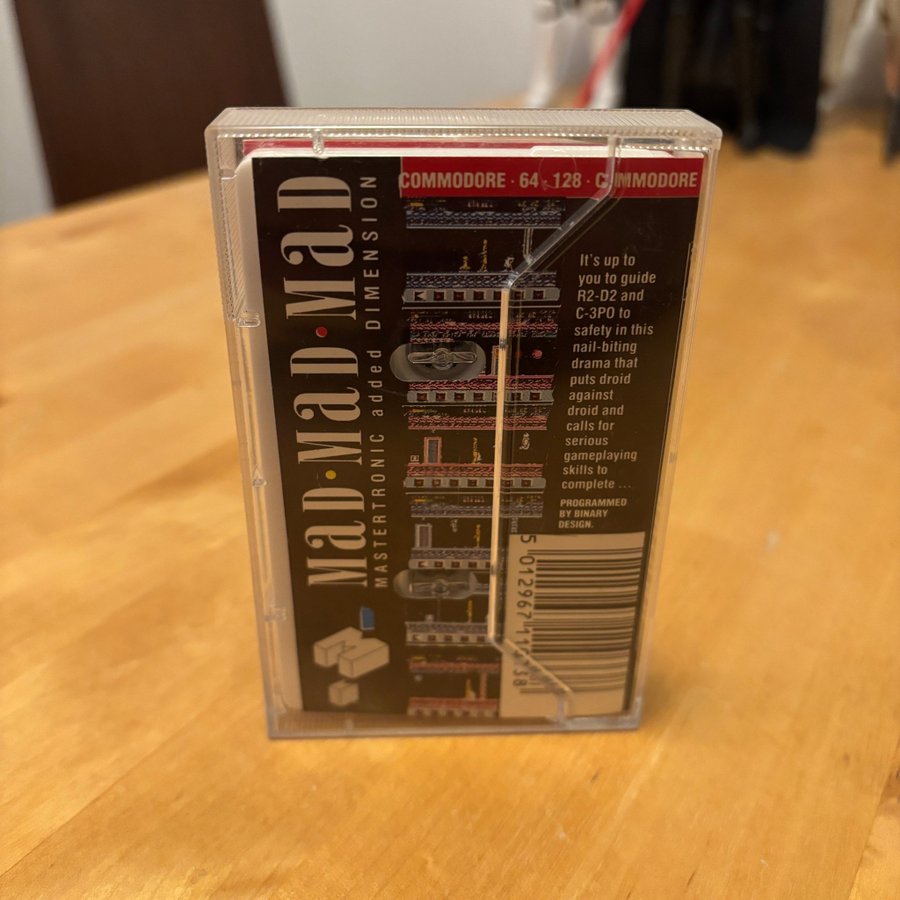 COMMODORE · 64 · 128 · COMMODORE
MAD·MAD·MAD
MASTERTRONIC added DIMENSION
It's up to
you to guide
R2-D2 and
C-3PO to
safety in this
nail-biting
drama that
puts droid
against
droid and
calls for
serious
gameplaying
skills to
complete ...
PROGRAMMED
BY BINARY
DESIGN.
5 012967